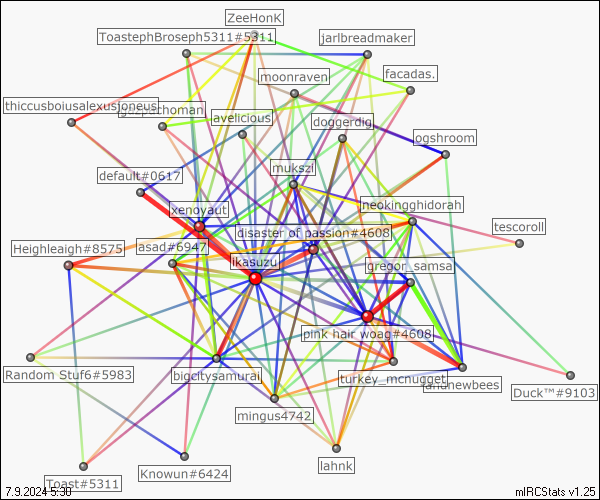 ZeeHonK
ToastephBroseph5311#5311
jarlbreadmaker
moonraven
facadas.
thiccusboiusalexusjoneus
gazpachoman
javelicious
doggerdig
ogshroom
mukszi
default#0617
neokingghidorah
xenoyaut
tescoroll
disaster of passion#4608
Heighleaigh#8575
asad#6947
ikasuzu
gregor_samsa
pink hair woag#4608
Random Stuf6#5983
bigcitysamurai
turkey_mcnugget
andnewbees
Duck™#9103
mingus4742
lahnk
Knowun#6424
Toast#5311
7.9.2024 5:30
mIRCStats v1.25